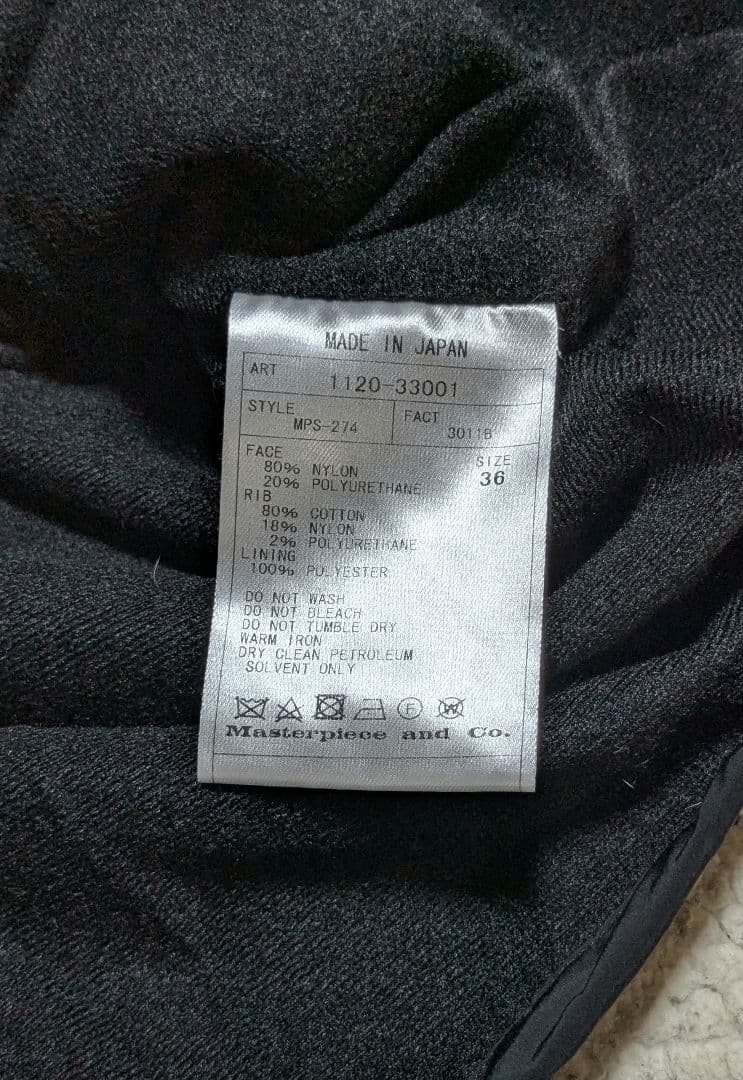 MADE IN JAPAN
ART 1120-33001
STYLE MPS-274 FACT 3011B
FACE
80% NYLON
20% POLYURETHANE
SIZE
36
RIB
80% COTTON
18% NYLON
2% POLYURETHANE
LINING
100% POLYESTER
DO NOT WASH
DO NOT BLEACH
DO NOT TUMBLE DRY
WARM IRON
DRY CLEAN PETROLEUM
SOLVENT ONLY
F W
Masterpiece and Co.